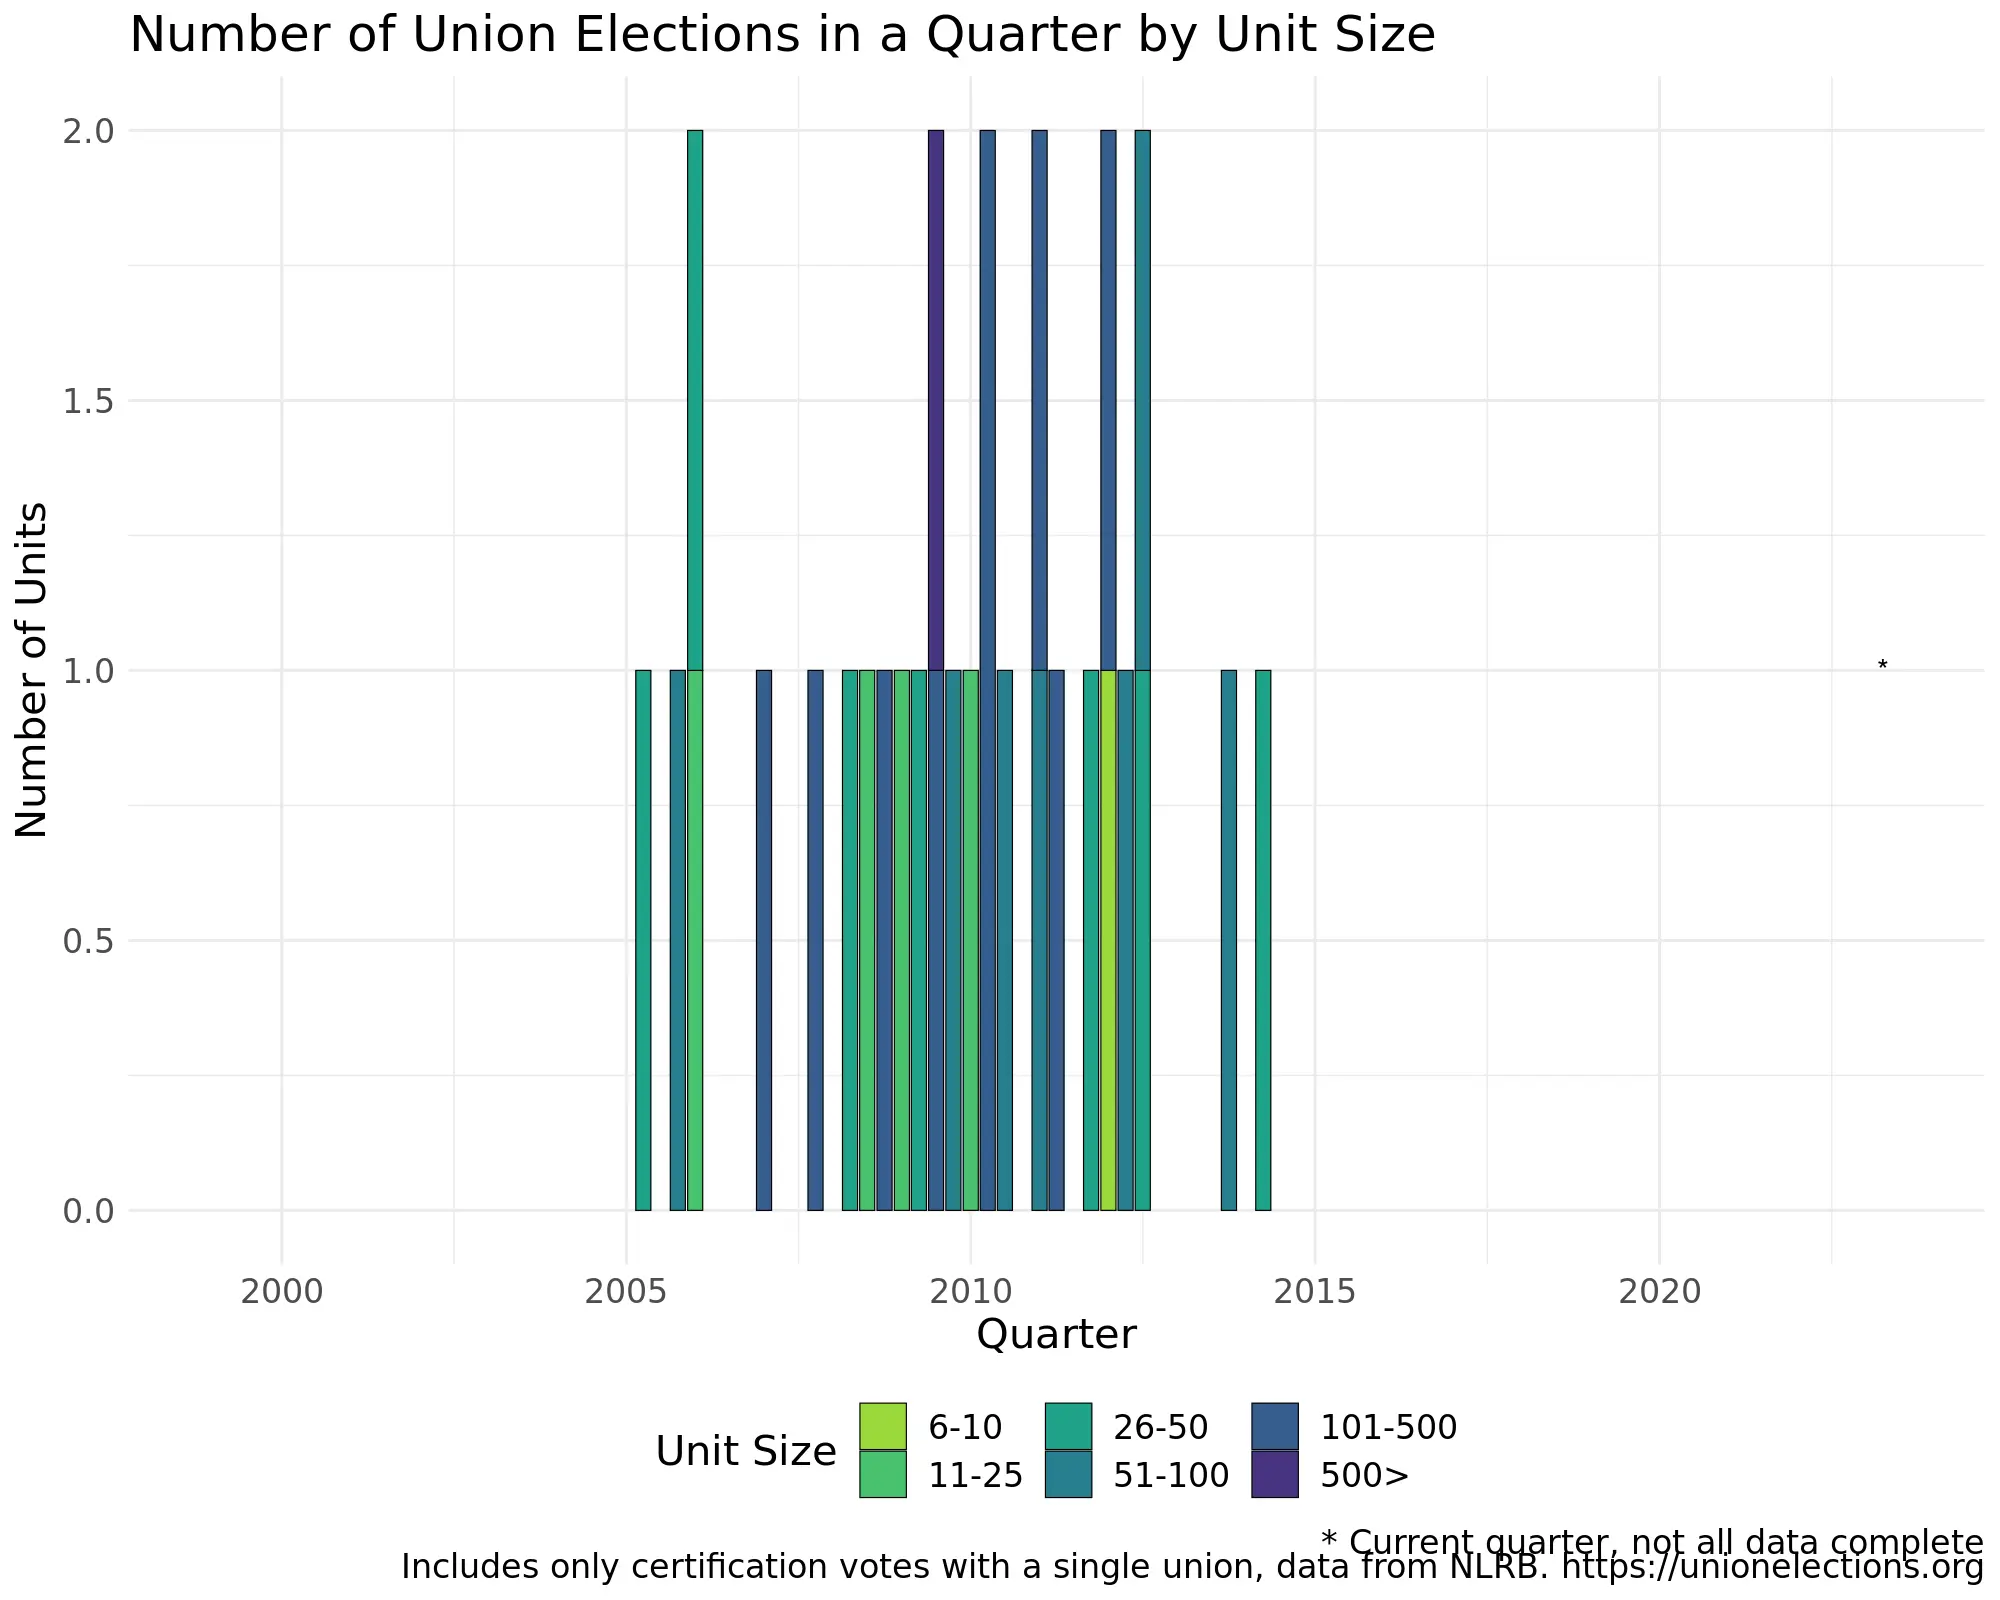 Number of Union Elections in a Quarter by Unit Size
Number of Units
2.0
1.5
1.0
0.5
0.0
*
2000 2005 2010 2015 2020
Quarter
Unit Size
6-10 26-50 101-500
11-25 51-100 500>
* Current quarter, not all data complete
Includes only certification votes with a single union, data from NLRB. https://unionelections.org